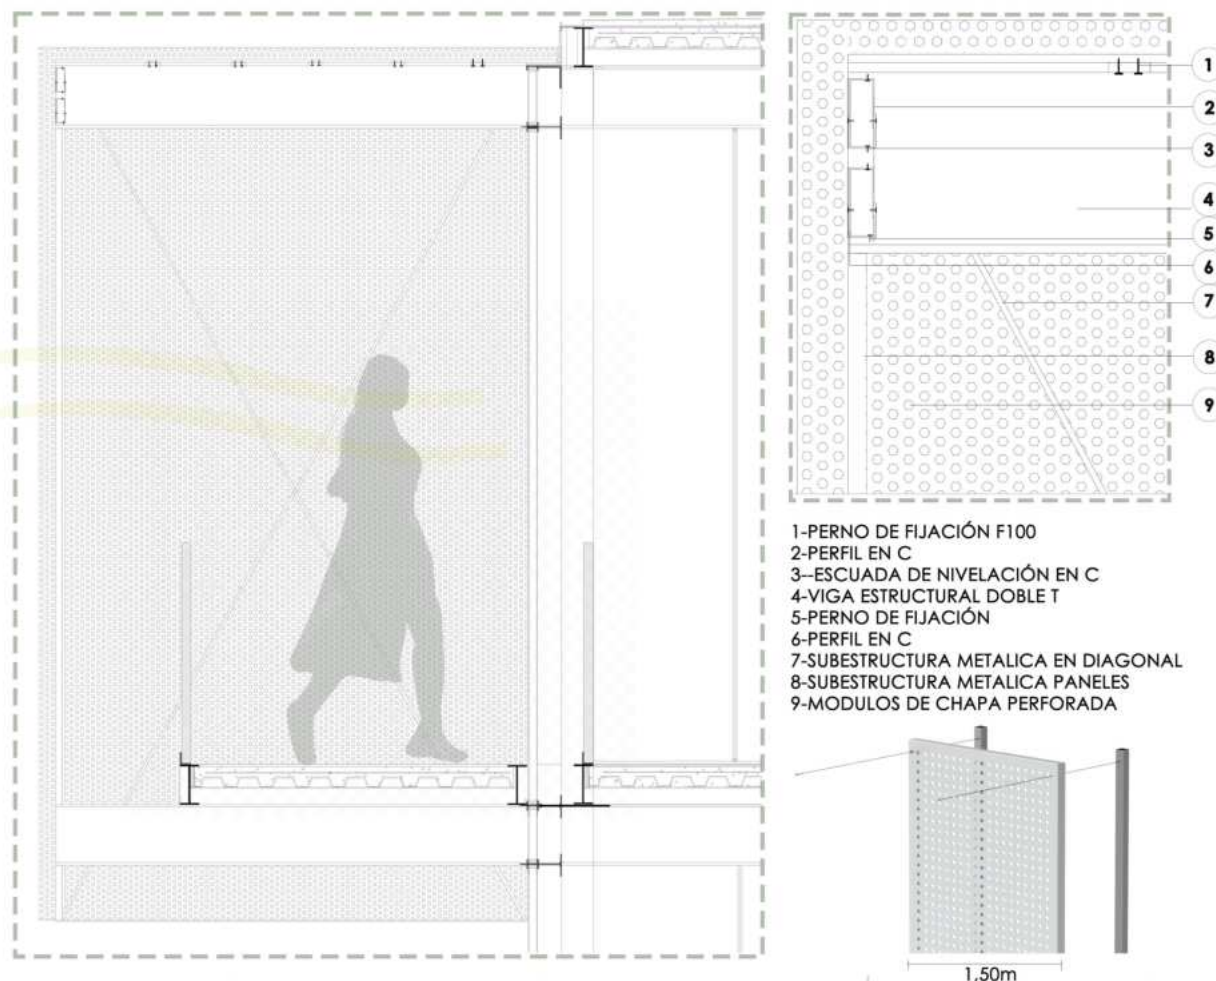 1
2
3
4
5
6
7
8
9
1-PERNO DE FIJACIÓN F100
2-PERFIL EN C
3--ESCUADA DE NIVELACIÓN EN C
4-VIGA ESTRUCTURAL DOBLE T
5-PERNO DE FIJACIÓN
6-PERFIL EN C
7-SUBESTRUCTURA METALICA EN DIAGONAL
8-SUBESTRUCTURA METALICA PANELES
9-MODULOS DE CHAPA PERFORADA
1,50m